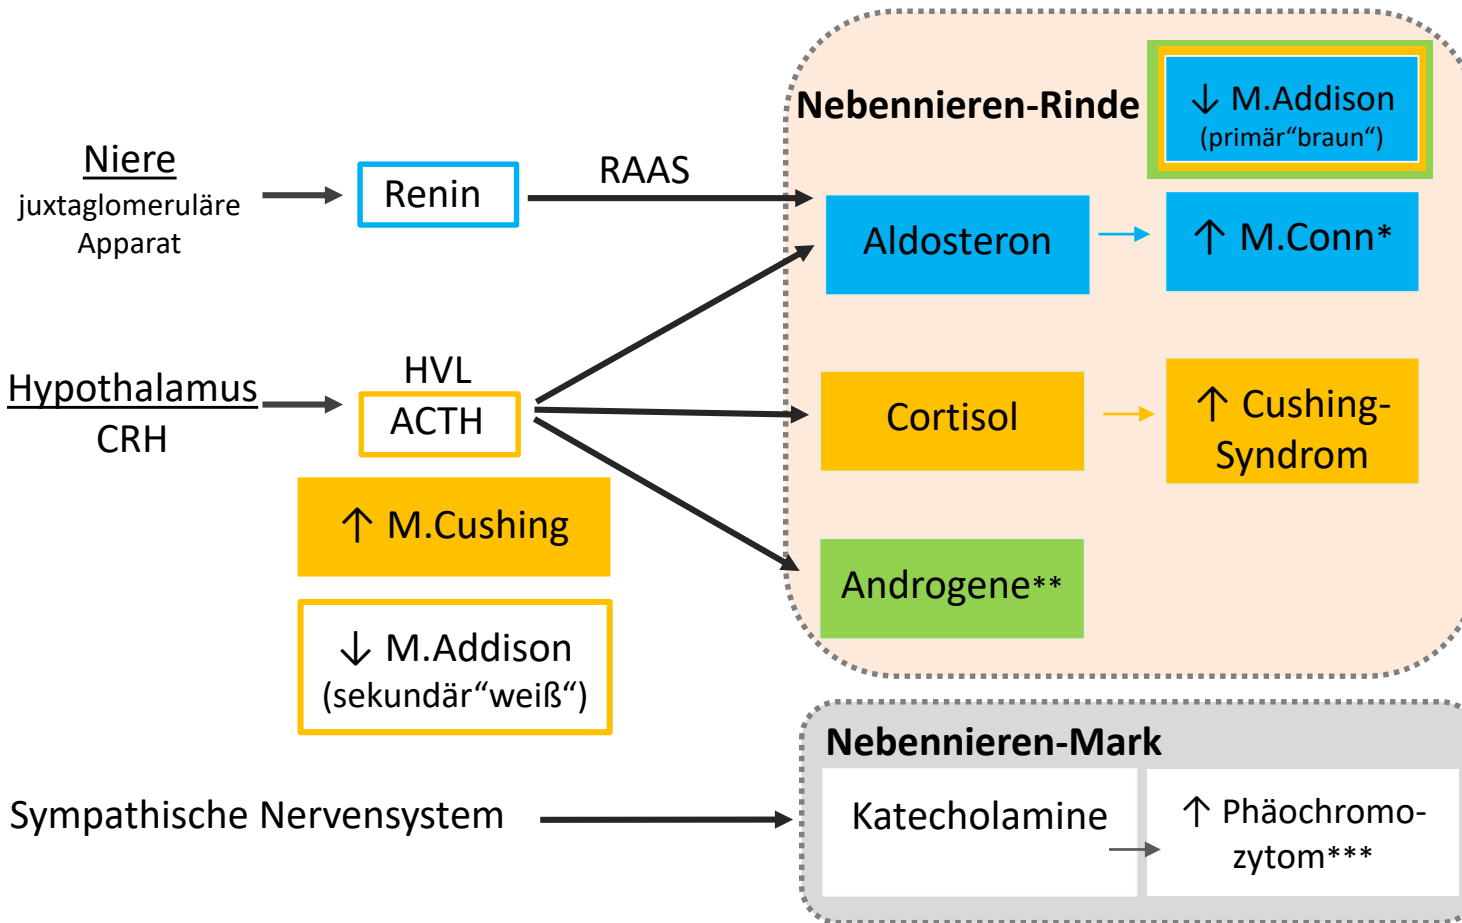 Nebennieren-Rinde
↓ M.Addison
(primär“braun“)
Niere
juxtaglomeruläre
Apparat
Renin
RAAS
Aldosteron
↑ M.Conn*
Hypothalamus
CRH
HVL
ACTH
Cortisol
↑ Cushing-
Syndrom
↑ M.Cushing
Androgene**
↓ M.Addison
(sekundär“weiß“)
Nebennieren-Mark
Sympathische Nervensystem
Katecholamine
↑ Phäochromo-
zytom***